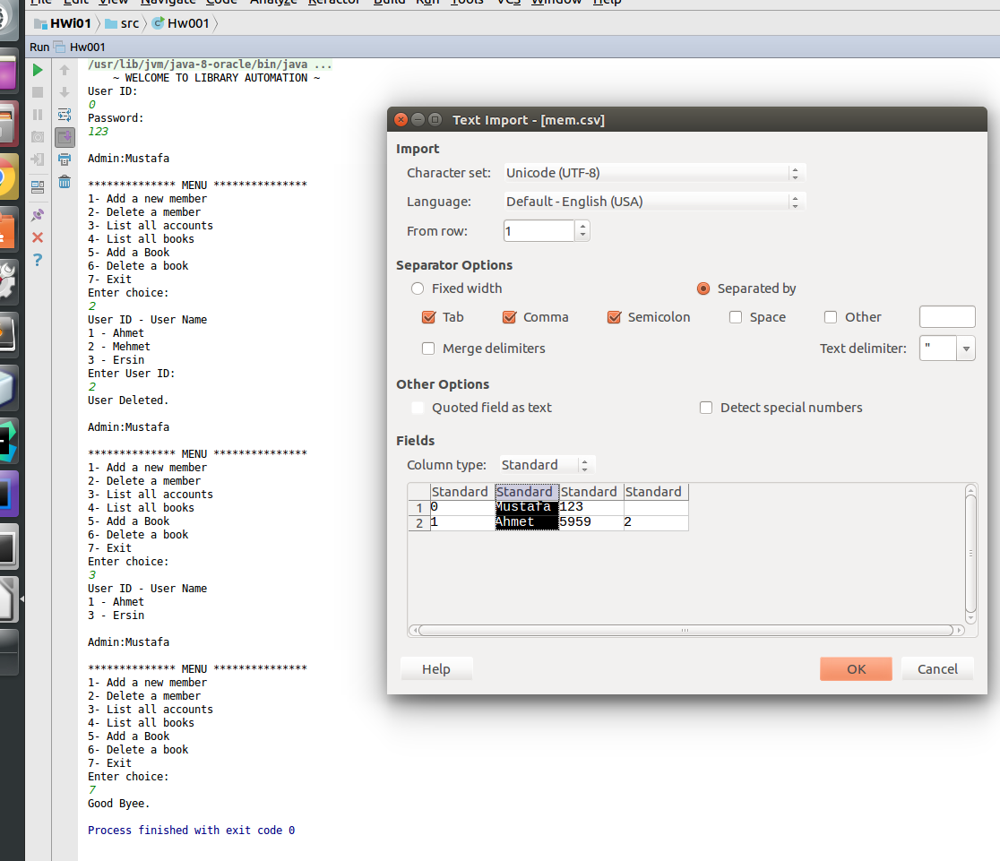 File Edit View Navigate Code Analyze Refactor Build Run Tools VCS Window Help
HWi01 src Hw001
Run Hw001
/usr/lib/jvm/java-8-oracle/bin/java ...
~ WELCOME TO LIBRARY AUTOMATION ~
User ID:
0
Password:
123
Admin:Mustafa
************** MENU ***************
1- Add a new member
2- Delete a member
3- List all accounts
4- List all books
5- Add a Book
6- Delete a book
7- Exit
Enter choice:
2
User ID - User Name
1 - Ahmet
2 - Mehmet
3 - Ersin
Enter User ID:
2
User Deleted.
Admin:Mustafa
************** MENU ***************
1- Add a new member
2- Delete a member
3- List all accounts
4- List all books
5- Add a Book
6- Delete a book
7- Exit
Enter choice:
3
User ID - User Name
1 - Ahmet
3 - Ersin
Admin:Mustafa
************** MENU ***************
1- Add a new member
2- Delete a member
3- List all accounts
4- List all books
5- Add a Book
6- Delete a book
7- Exit
Enter choice:
7
Good Byee.
Process finished with exit code 0
Text Import - [mem.csv]
Import
Character set: Unicode (UTF-8)
Language: Default - English (USA)
From row: 1
Separator Options
Fixed width Separated by
Tab Comma Semicolon Space Other
Merge delimiters Text delimiter: "
Other Options
Quoted field as text Detect special numbers
Fields
Column type: Standard
Standard Standard Standard Standard
1 0 Mustafa 123
2 1 Ahmet 5959 2
Help OK Cancel